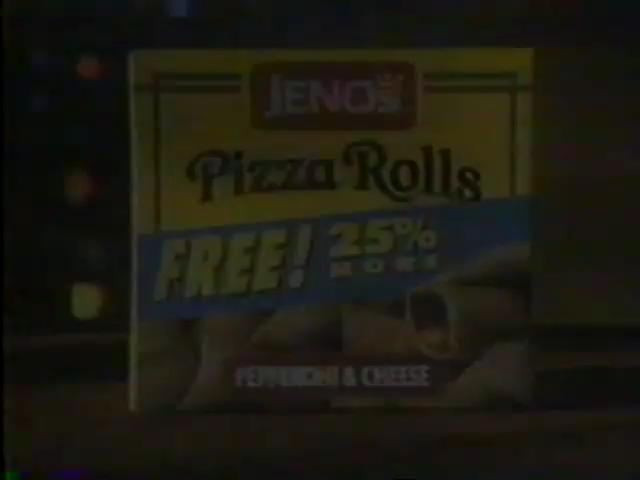 JENO'S
Pizza Rolls
FREE! 25%
MORE
PEPPERONI & CHEESE